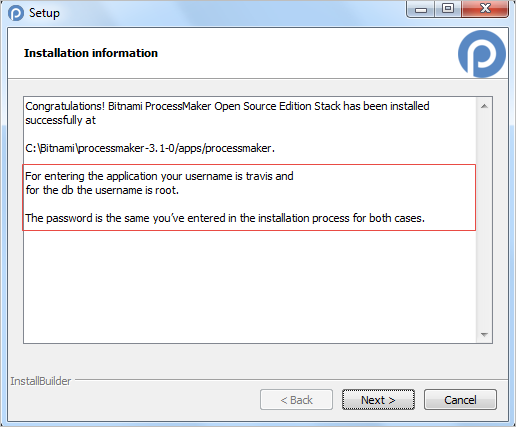 Setup
Installation information
Congratulations! Bitnami ProcessMaker Open Source Edition Stack has been installed
successfully at
C:\Bitnami\processmaker-3.1-0/apps/processmaker.
For entering the application your username is travis and
for the db the username is root.
The password is the same you've entered in the installation process for both cases.
InstallBuilder
< Back
Next >
Cancel